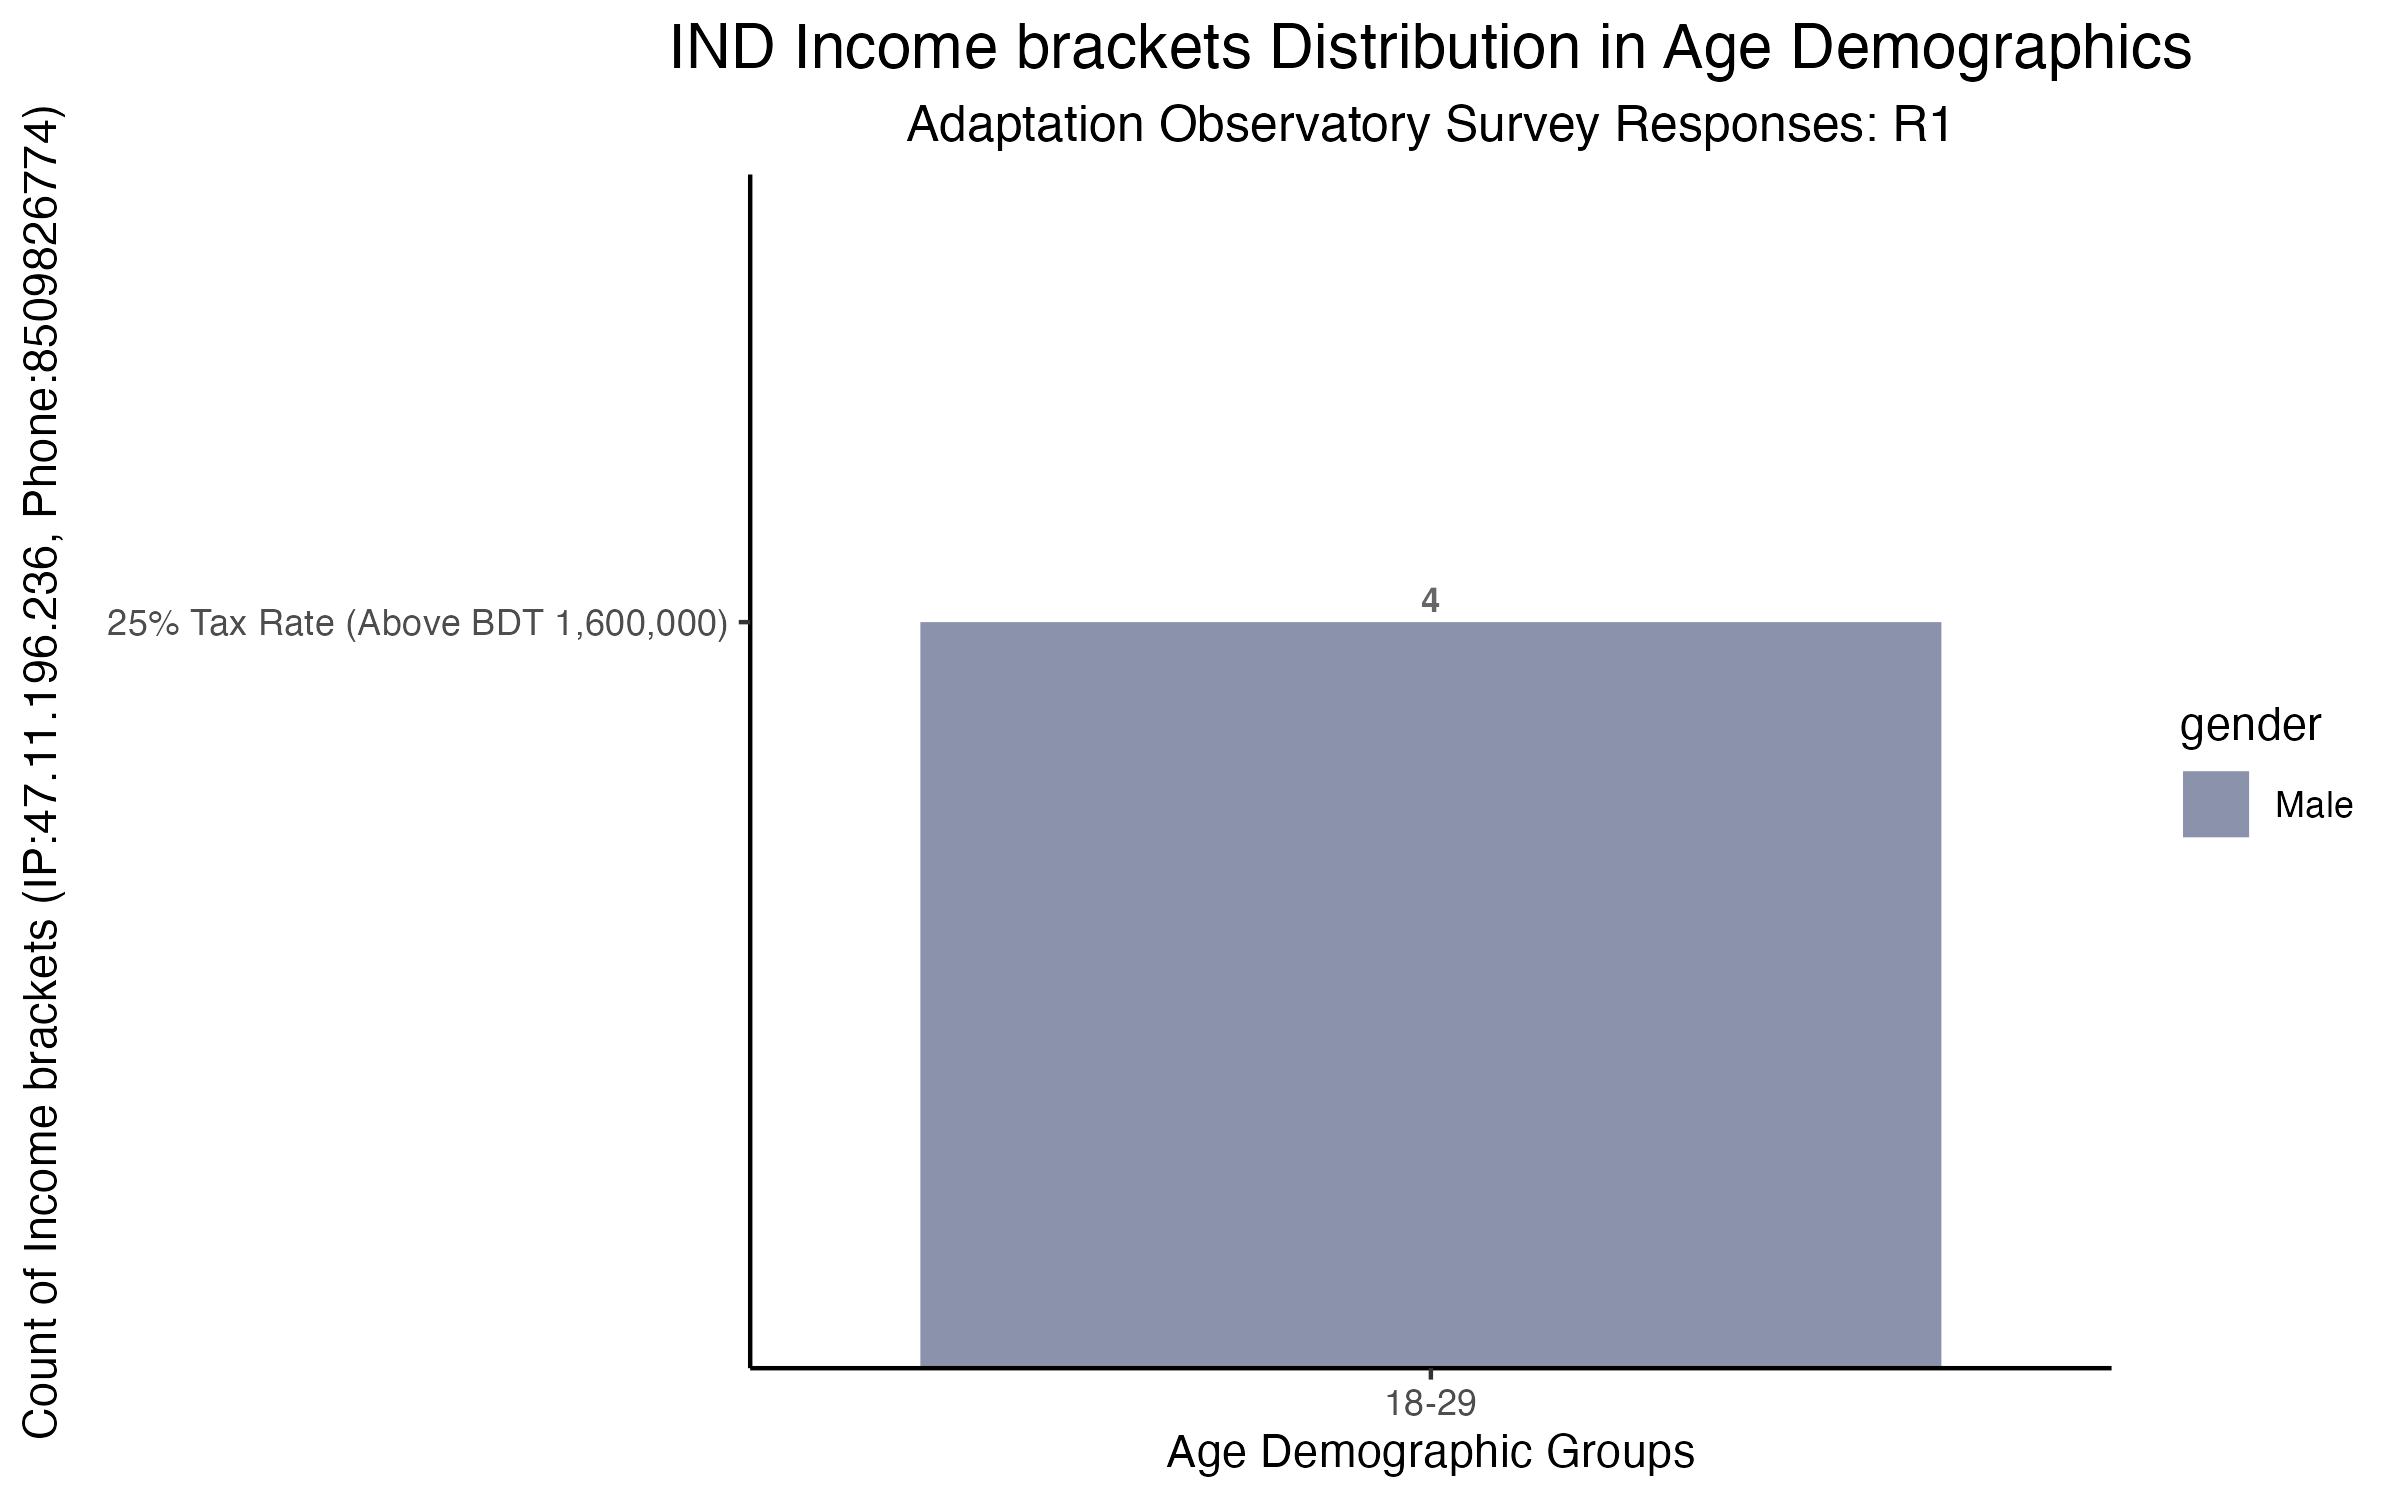 IND Income brackets Distribution in Age Demographics
Adaptation Observatory Survey Responses: R1
Count of Income brackets (IP:47.11.196.236, Phone:8509826774)
25% Tax Rate (Above BDT 1,600,000)
4
gender
Male
18-29
Age Demographic Groups